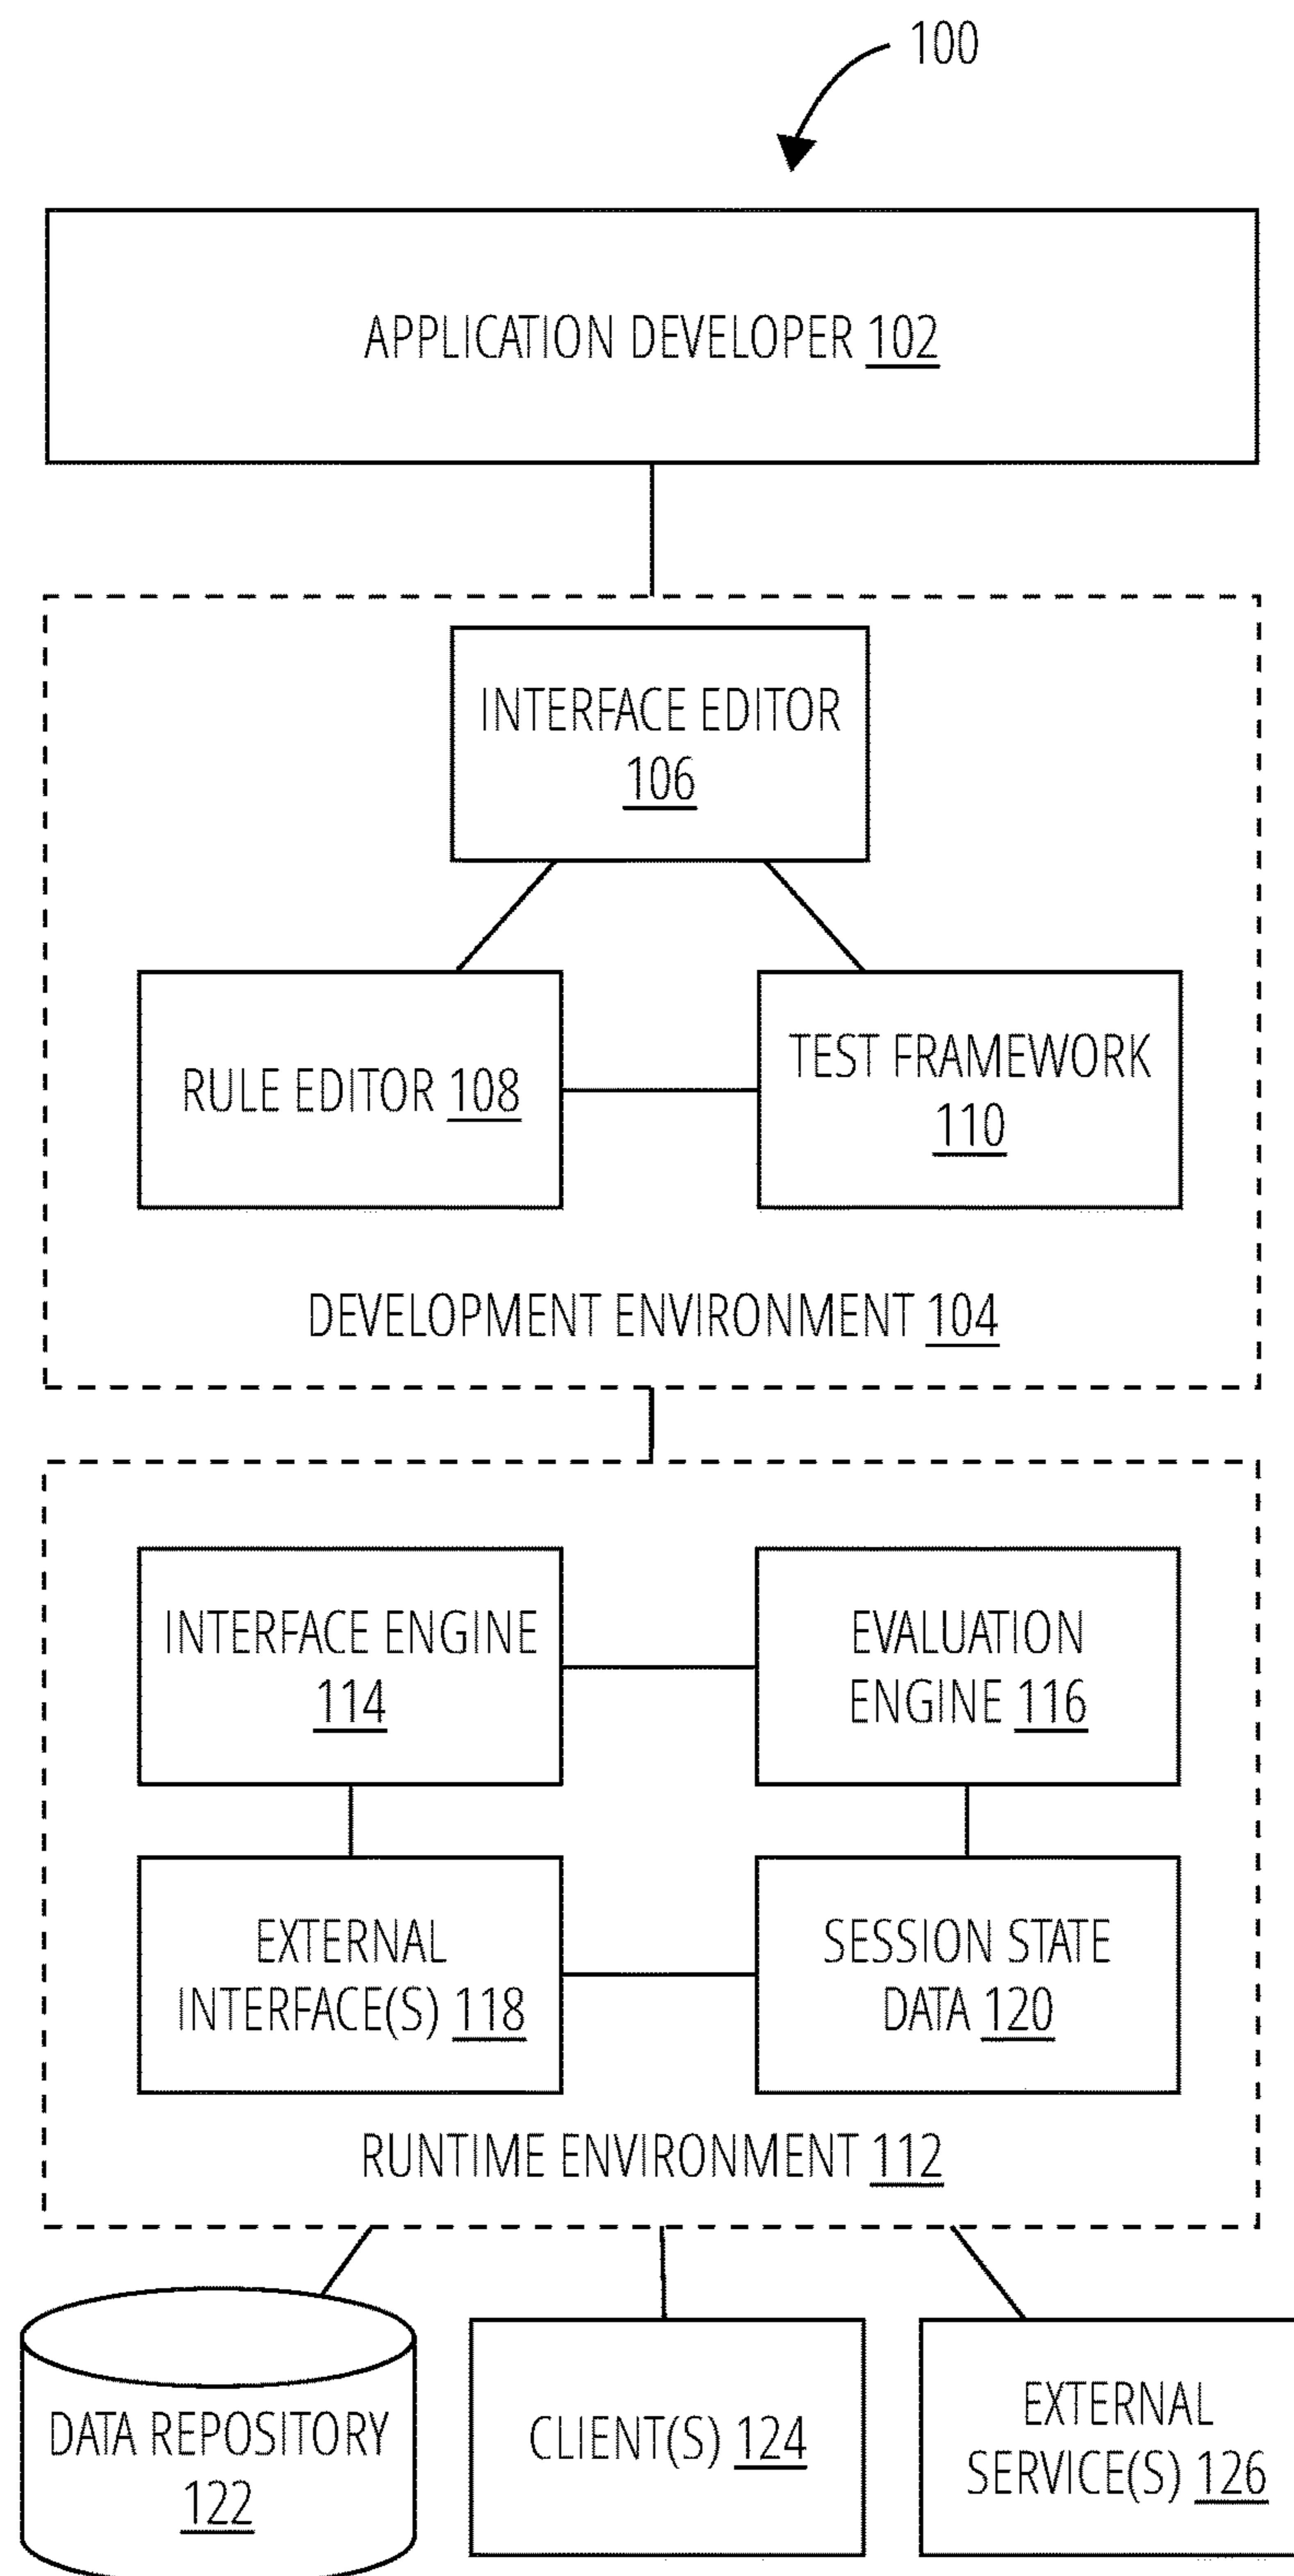 100
APPLICATION DEVELOPER 102
INTERFACE EDITOR
106
RULE EDITOR 108
TEST FRAMEWORK
110
DEVELOPMENT ENVIRONMENT 104
INTERFACE ENGINE
114
EVALUATION
ENGINE 116
EXTERNAL
INTERFACE(S) 118
SESSION STATE
DATA 120
RUNTIME ENVIRONMENT 112
DATA REPOSITORY
122
CLIENT(S) 124
EXTERNAL
SERVICE(S) 126